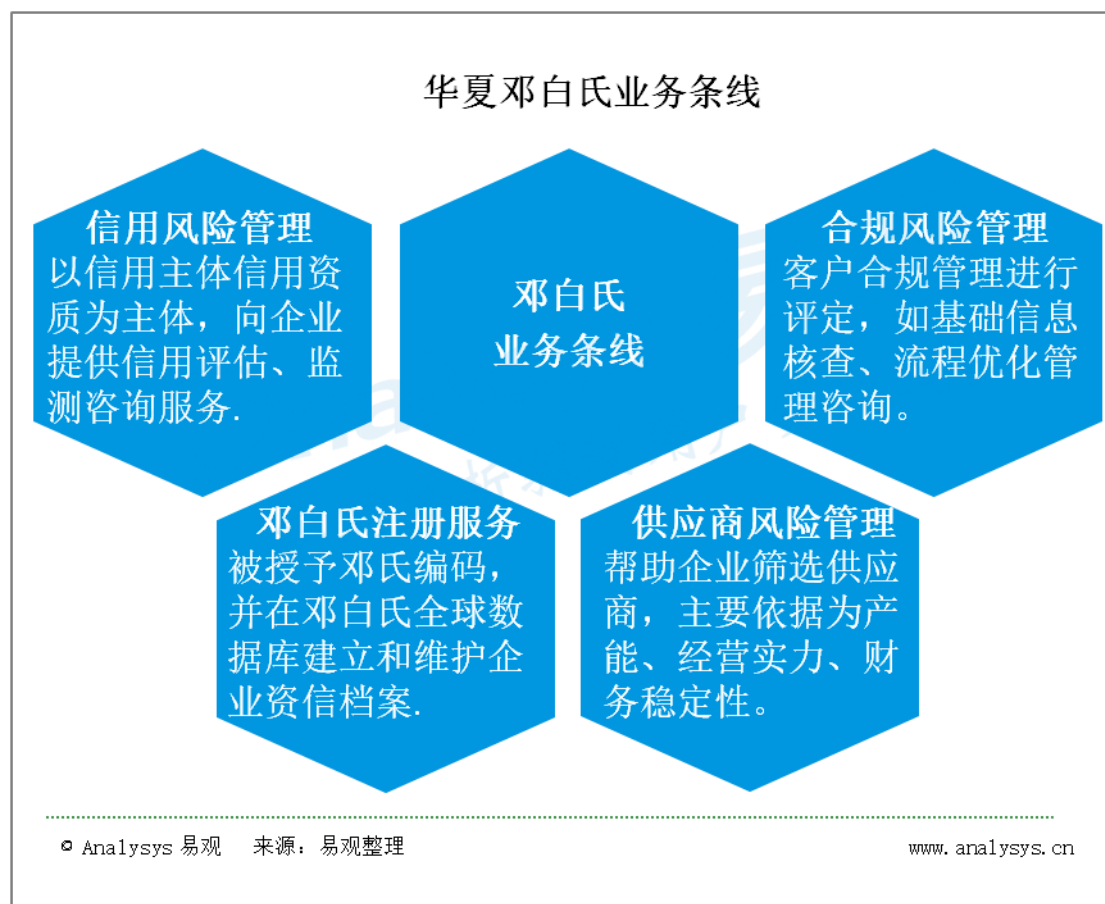 华夏邓白氏业务条线
信用风险管理
以信用主体信用资
质为主体，向企业
提供信用评估、监
测咨询服务.
邓白氏
业务条线
合规风险管理
客户合规管理进行
评定，如基础信息
核查、流程优化管
理咨询。
邓白氏注册服务
被授予邓氏编码，
并在邓白氏全球数
据库建立和维护企
业资信档案.
供应商风险管理
帮助企业筛选供应
商，主要依据为产
能、经营实力、财
务稳定性。
© Analysys 易观 来源：易观整理
www.analysys.cn